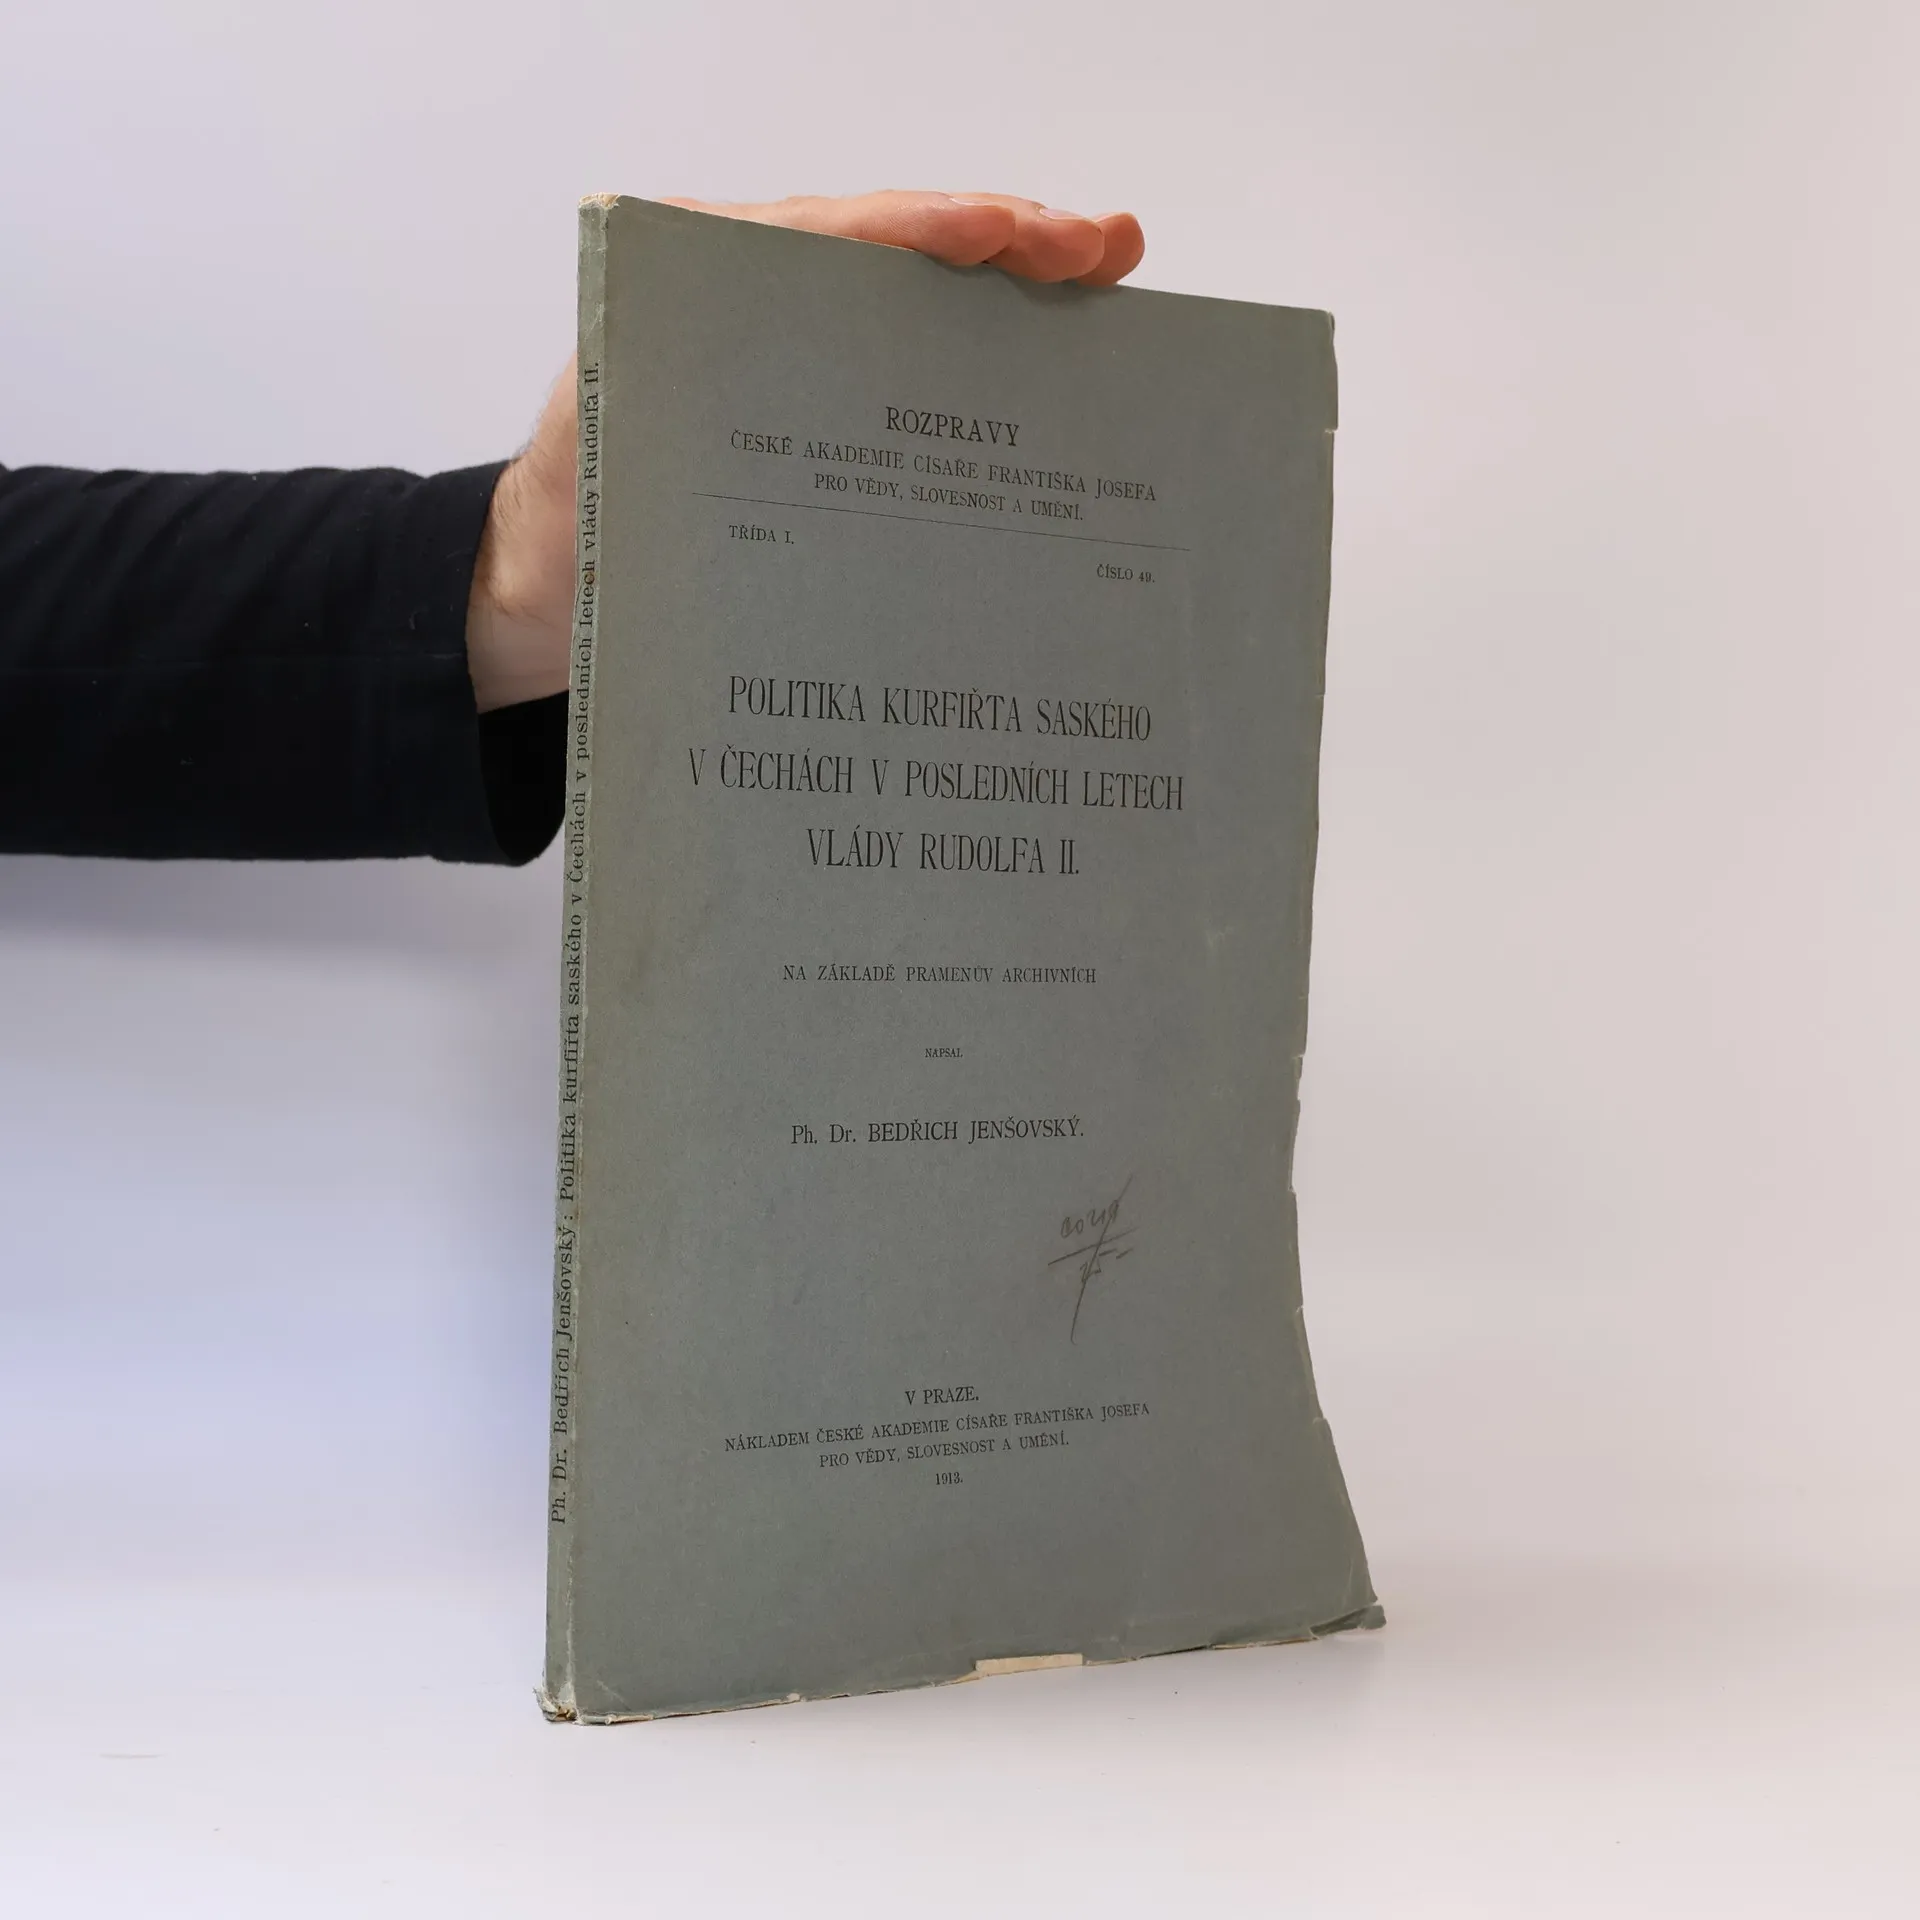 Ph. Dr. Bedřich Jenšovský: Politika kurfiřta saského v Čechách v posledních letech vlády Rudolfa II.
ROZPRAVY
ČESKÉ AKADEMIE CÍSAŘE FRANTIŠKA JOSEFA
PRO VĚDY, SLOVESNOST A UMĚNÍ.
TŘÍDA I.
ČÍSLO 49.
POLITIKA KURFIŘTA SASKÉHO
V ČECHÁCH V POSLEDNÍCH LETECH
VLÁDY RUDOLFA II.
NA ZÁKLADĚ PRAMENŮV ARCHIVNÍCH
NAPSAL
Ph. Dr. BEDŘICH JENŠOVSKÝ.
V PRAZE.
NÁKLADEM ČESKÉ AKADEMIE CÍSAŘE FRANTIŠKA JOSEFA
PRO VĚDY, SLOVESNOST A UMĚNÍ.
1913.